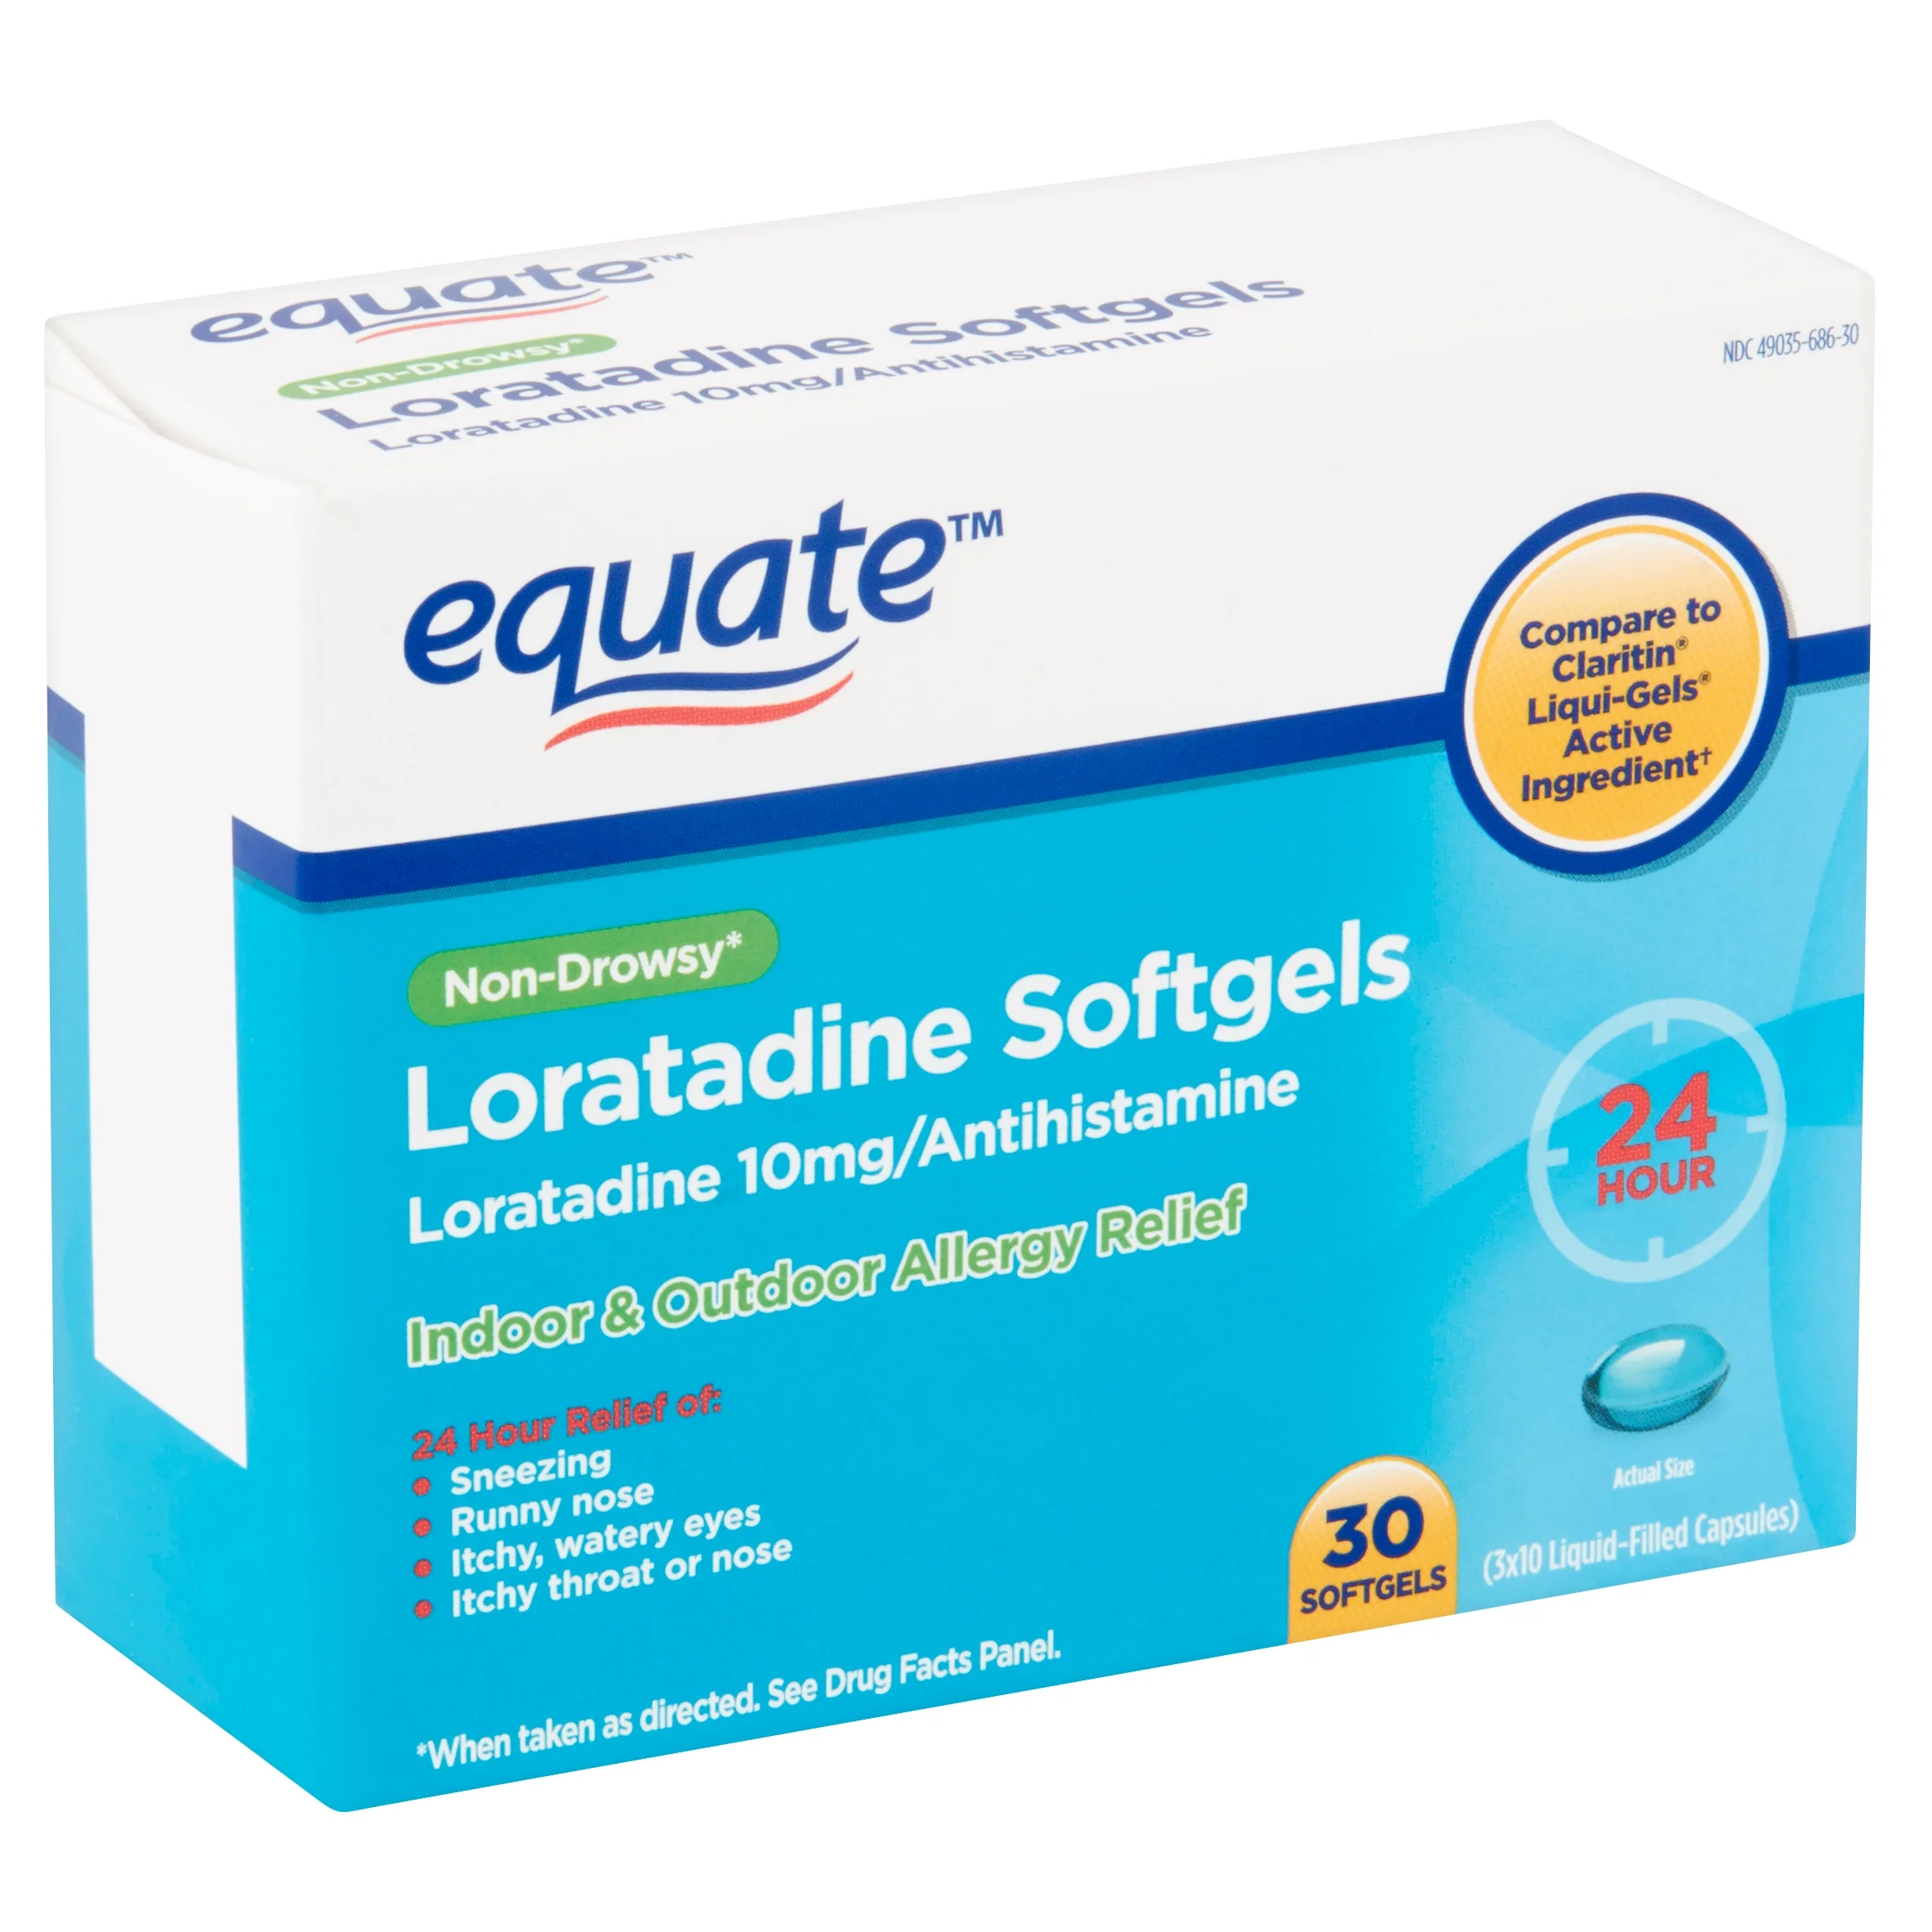 equate™
Non-Drowsy*
Loratadine Softgels
Loratadine 10mg/Antihistamine
NDC 49035-686-30
equate™
Compare to
Claritin®
Liqui-Gels®
Active
Ingredient†
Non-Drowsy*
Loratadine Softgels
Loratadine 10mg/Antihistamine
Indoor & Outdoor Allergy Relief
24
HOUR
24 Hour Relief of:
• Sneezing
• Runny nose
• Itchy, watery eyes
• Itchy throat or nose
Actual Size
30
SOFTGELS
(3x10 Liquid-Filled Capsules)
*When taken as directed. See Drug Facts Panel.